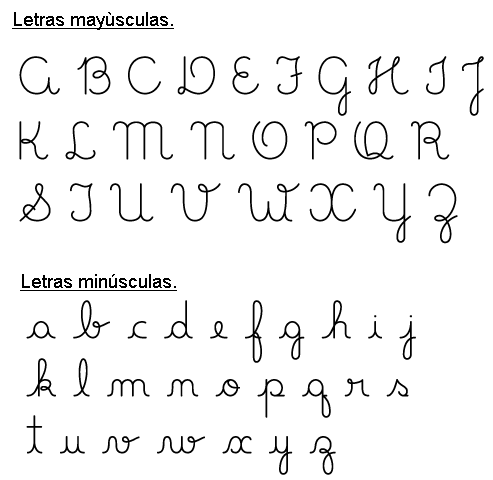 Letras mayùsculas.
A B C D E F G H I J
K L M N O P Q R
S T U V W X Y Z
Letras minúsculas.
a b c d e f g h i j
k l m n o p q r s
t u v w x y z